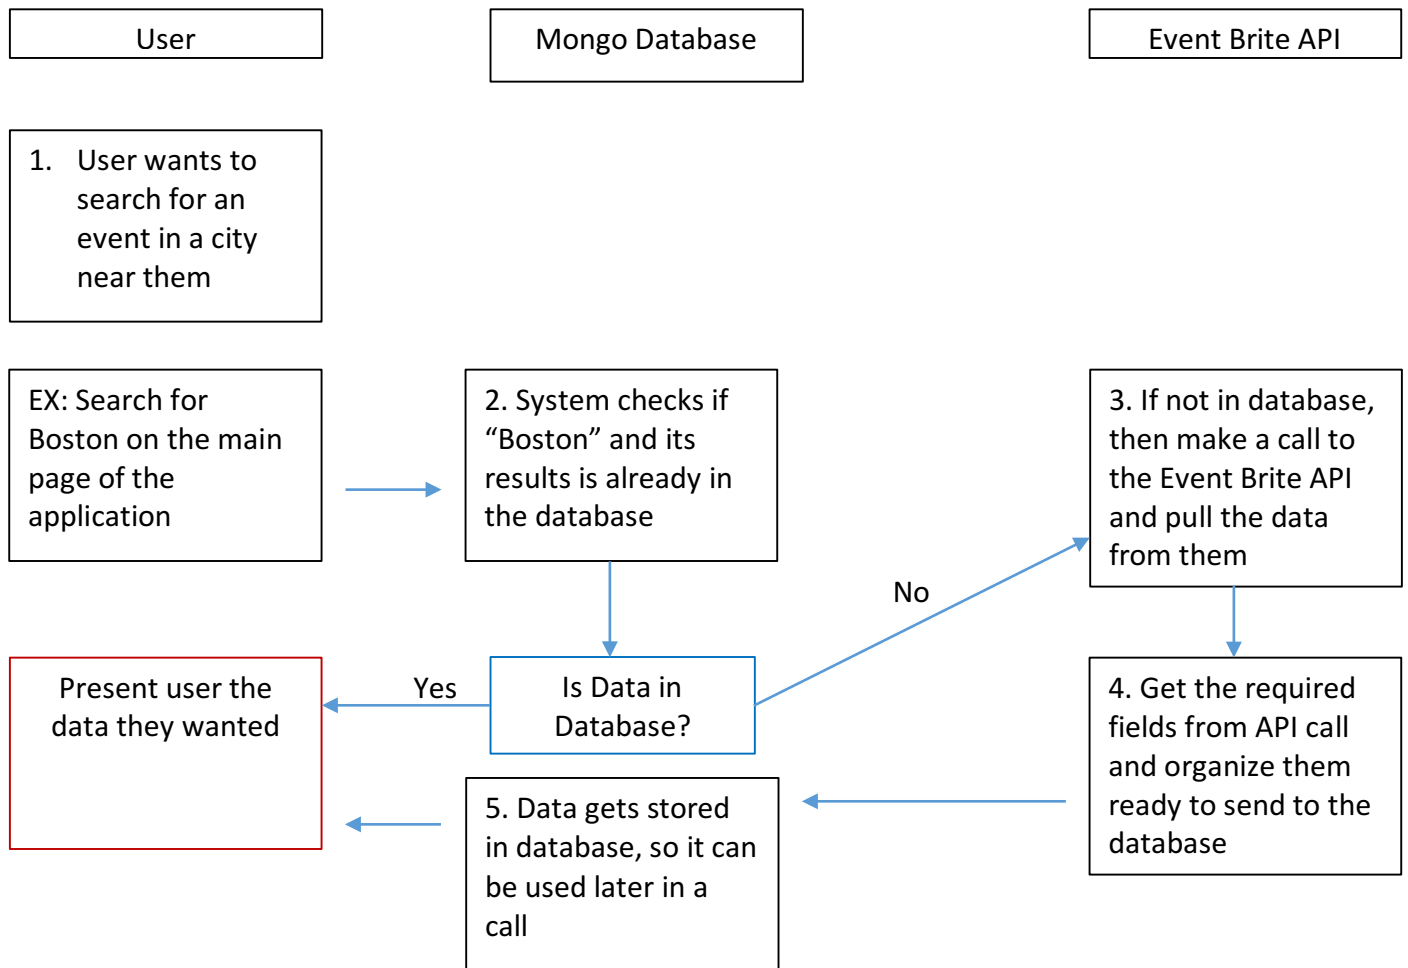 User
Mongo Database
Event Brite API
1. User wants to
search for an
event in a city
near them
EX: Search for
Boston on the main
page of the
application
2. System checks if
“Boston” and its
results is already in
the database
3. If not in database,
then make a call to
the Event Brite API
and pull the data
from them
No
Present user the
data they wanted
Yes
Is Data in
Database?
4. Get the required
fields from API call
and organize them
ready to send to the
database
5. Data gets stored
in database, so it can
be used later in a
call